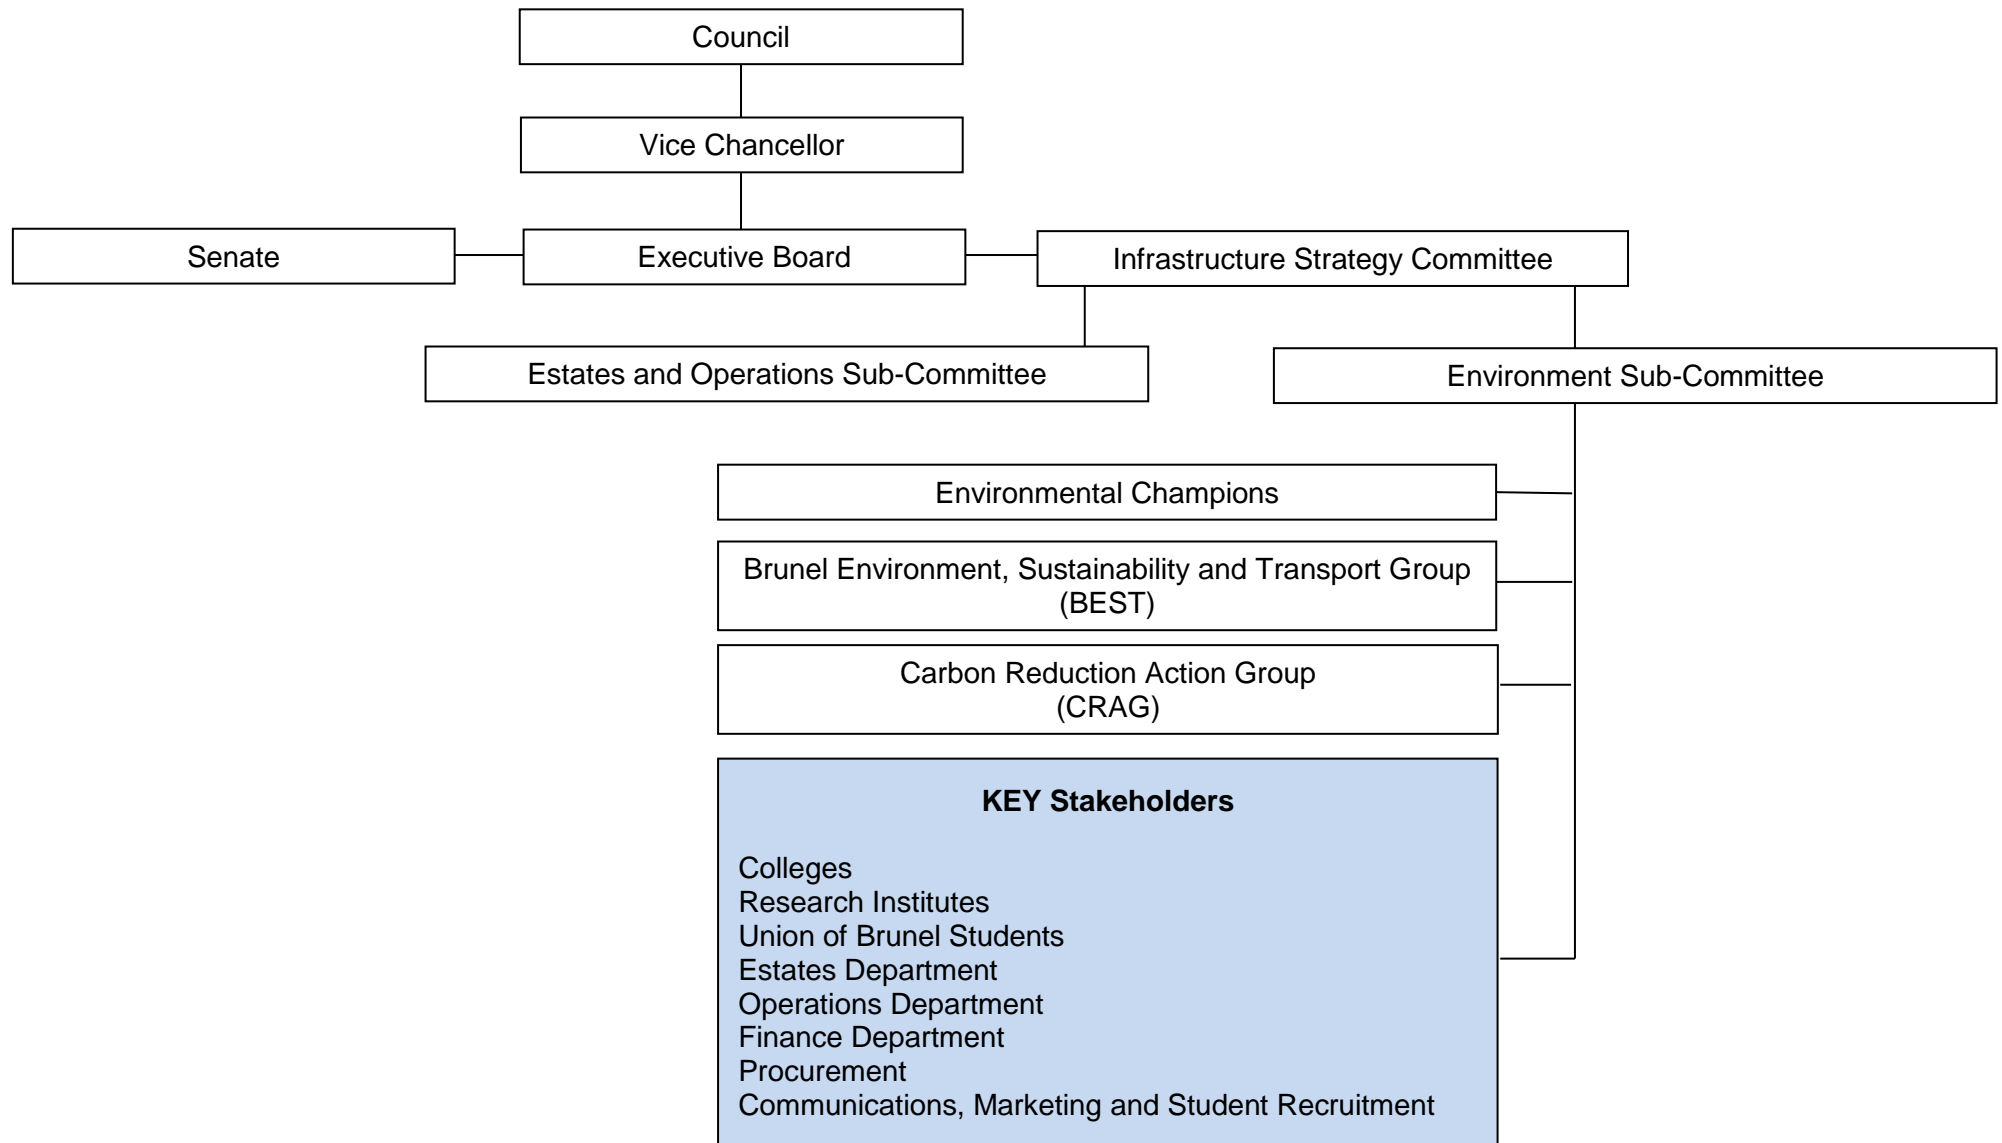 Council
Vice Chancellor
Senate
Executive Board
Infrastructure Strategy Committee
Estates and Operations Sub-Committee
Environment Sub-Committee
Environmental Champions
Brunel Environment, Sustainability and Transport Group
(BEST)
Carbon Reduction Action Group
(CRAG)
KEY Stakeholders
Colleges
Research Institutes
Union of Brunel Students
Estates Department
Operations Department
Finance Department
Procurement
Communications, Marketing and Student Recruitment